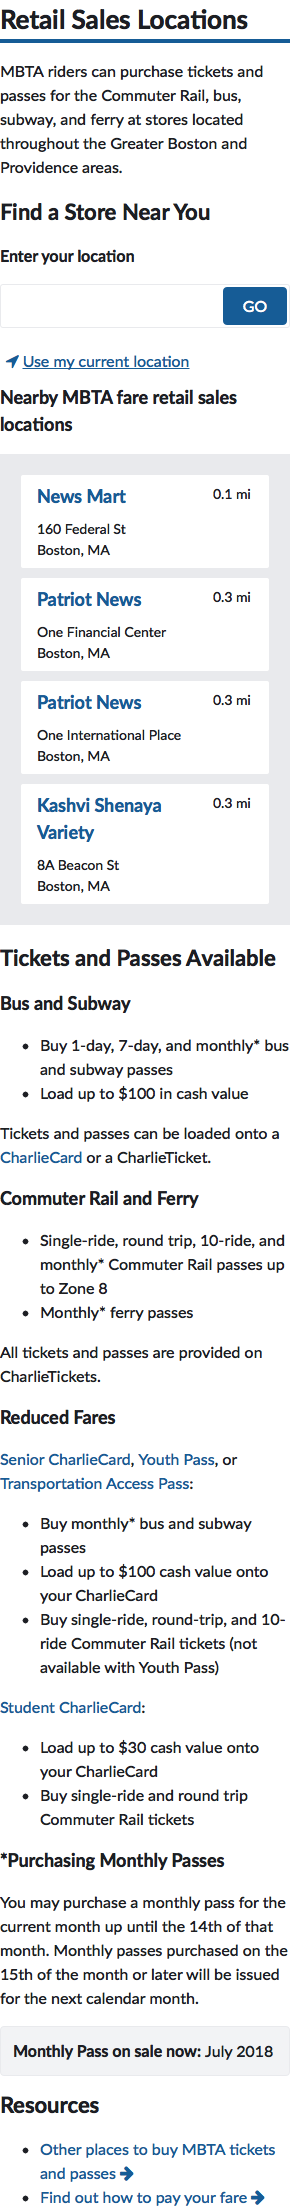 Retail Sales Locations
MBTA riders can purchase tickets and
passes for the Commuter Rail, bus,
subway, and ferry at stores located
throughout the Greater Boston and
Providence areas.
Find a Store Near You
Enter your location
GO
Use my current location
Nearby MBTA fare retail sales
locations
News Mart 0.1 mi
160 Federal St
Boston, MA
Patriot News 0.3 mi
One Financial Center
Boston, MA
Patriot News 0.3 mi
One International Place
Boston, MA
Kashvi Shenaya 0.3 mi
Variety
8A Beacon St
Boston, MA
Tickets and Passes Available
Bus and Subway
• Buy 1-day, 7-day, and monthly* bus
and subway passes
• Load up to $100 in cash value
Tickets and passes can be loaded onto a
CharlieCard or a CharlieTicket.
Commuter Rail and Ferry
• Single-ride, round trip, 10-ride, and
monthly* Commuter Rail passes up
to Zone 8
• Monthly* ferry passes
All tickets and passes are provided on
CharlieTickets.
Reduced Fares
Senior CharlieCard, Youth Pass, or
Transportation Access Pass:
• Buy monthly* bus and subway
passes
• Load up to $100 cash value onto
your CharlieCard
• Buy single-ride, round-trip, and 10-
ride Commuter Rail tickets (not
available with Youth Pass)
Student CharlieCard:
• Load up to $30 cash value onto
your CharlieCard
• Buy single-ride and round trip
Commuter Rail tickets
*Purchasing Monthly Passes
You may purchase a monthly pass for the
current month up until the 14th of that
month. Monthly passes purchased on the
15th of the month or later will be issued
for the next calendar month.
Monthly Pass on sale now: July 2018
Resources
• Other places to buy MBTA tickets
and passes →
• Find out how to pay your fare →